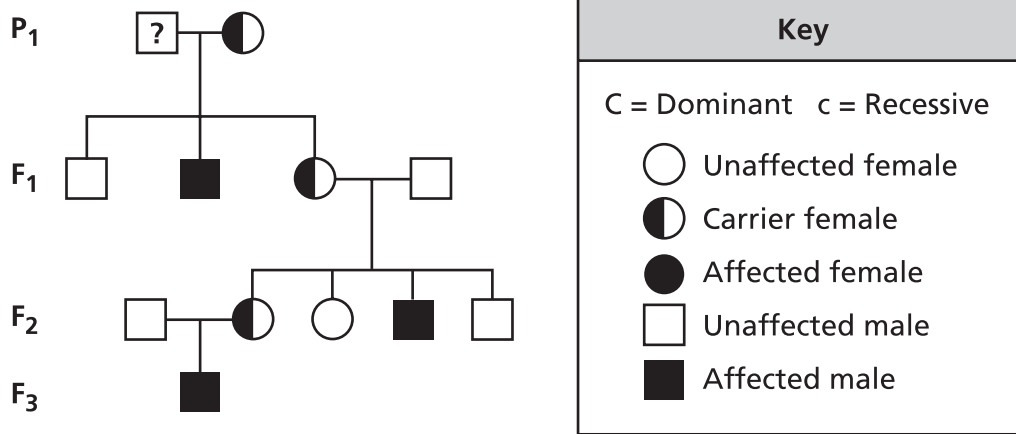 P1
?
F1
F2
F3
Key
C = Dominant c = Recessive
Unaffected female
Carrier female
Affected female
Unaffected male
Affected male